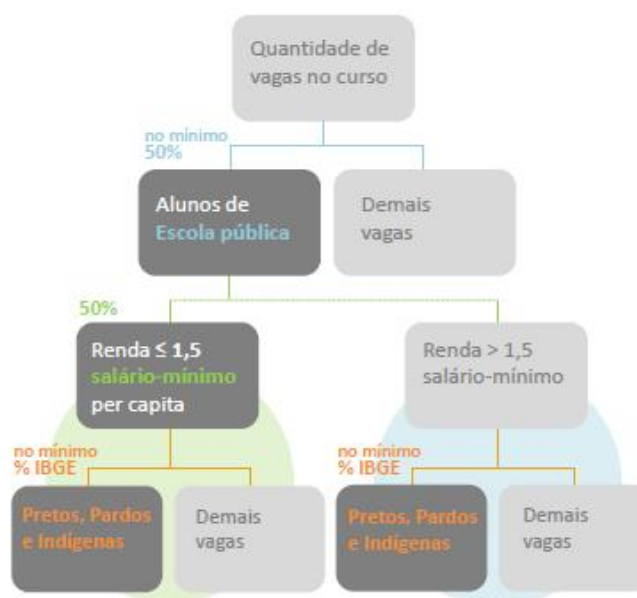 Quantidade de
vagas no curso
no mínimo
50%
Alunos de
Escola pública
Demais
vagas
50%
Renda ≤ 1,5
salário-mínimo
per capita
Renda > 1,5
salário-mínimo
no mínimo
% IBGE
no mínimo
% IBGE
Pretos, Pardos
e Indígenas
Demais
vagas
Pretos, Pardos
e Indígenas
Demais
vagas